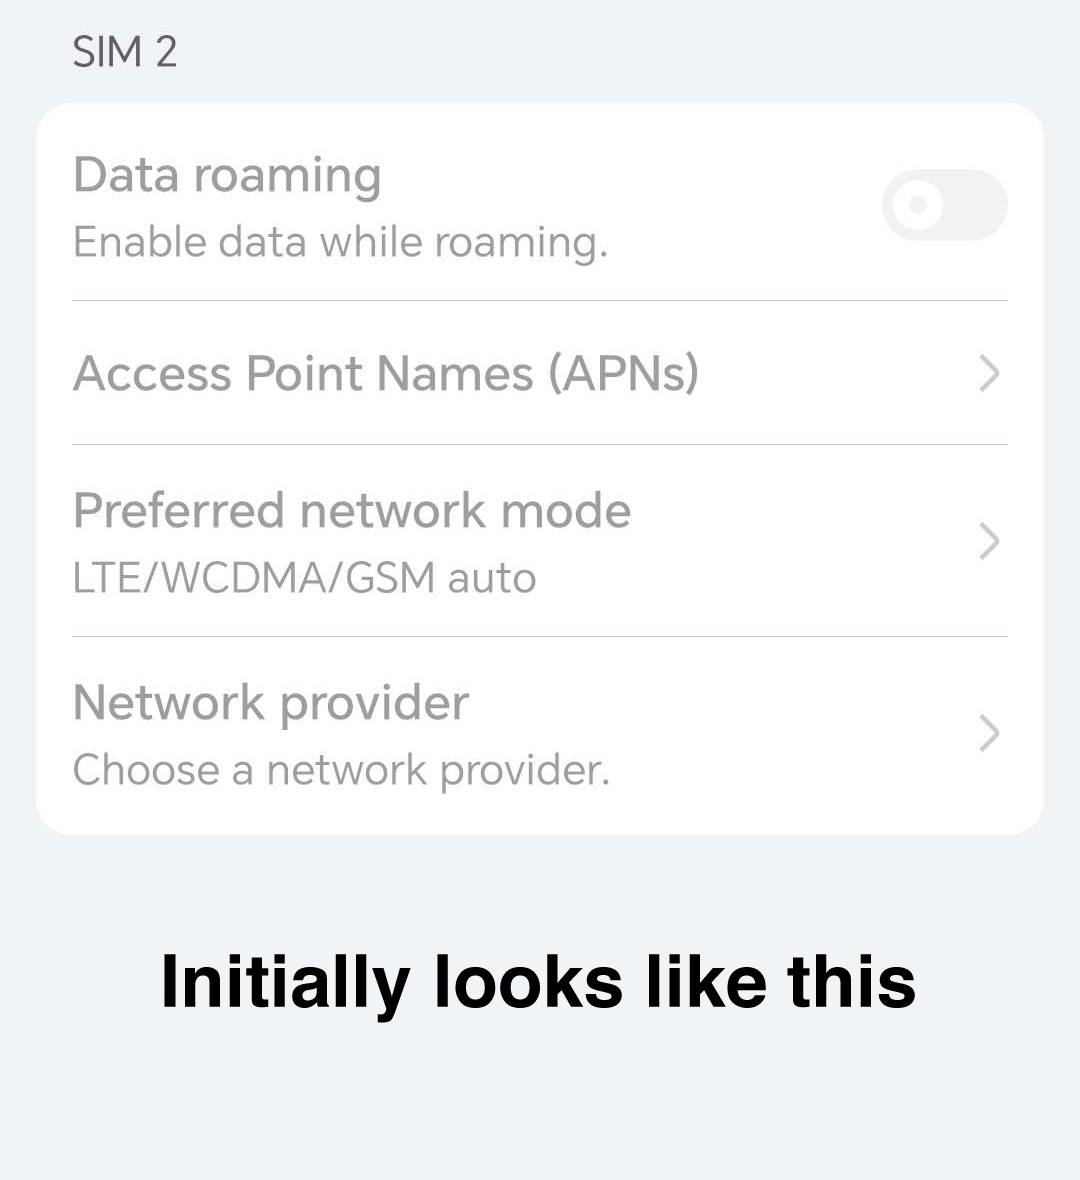 SIM 2
Data roaming
Enable data while roaming.
Access Point Names (APNs)
Preferred network mode
LTE/WCDMA/GSM auto
Network provider
Choose a network provider.
Initially looks like this